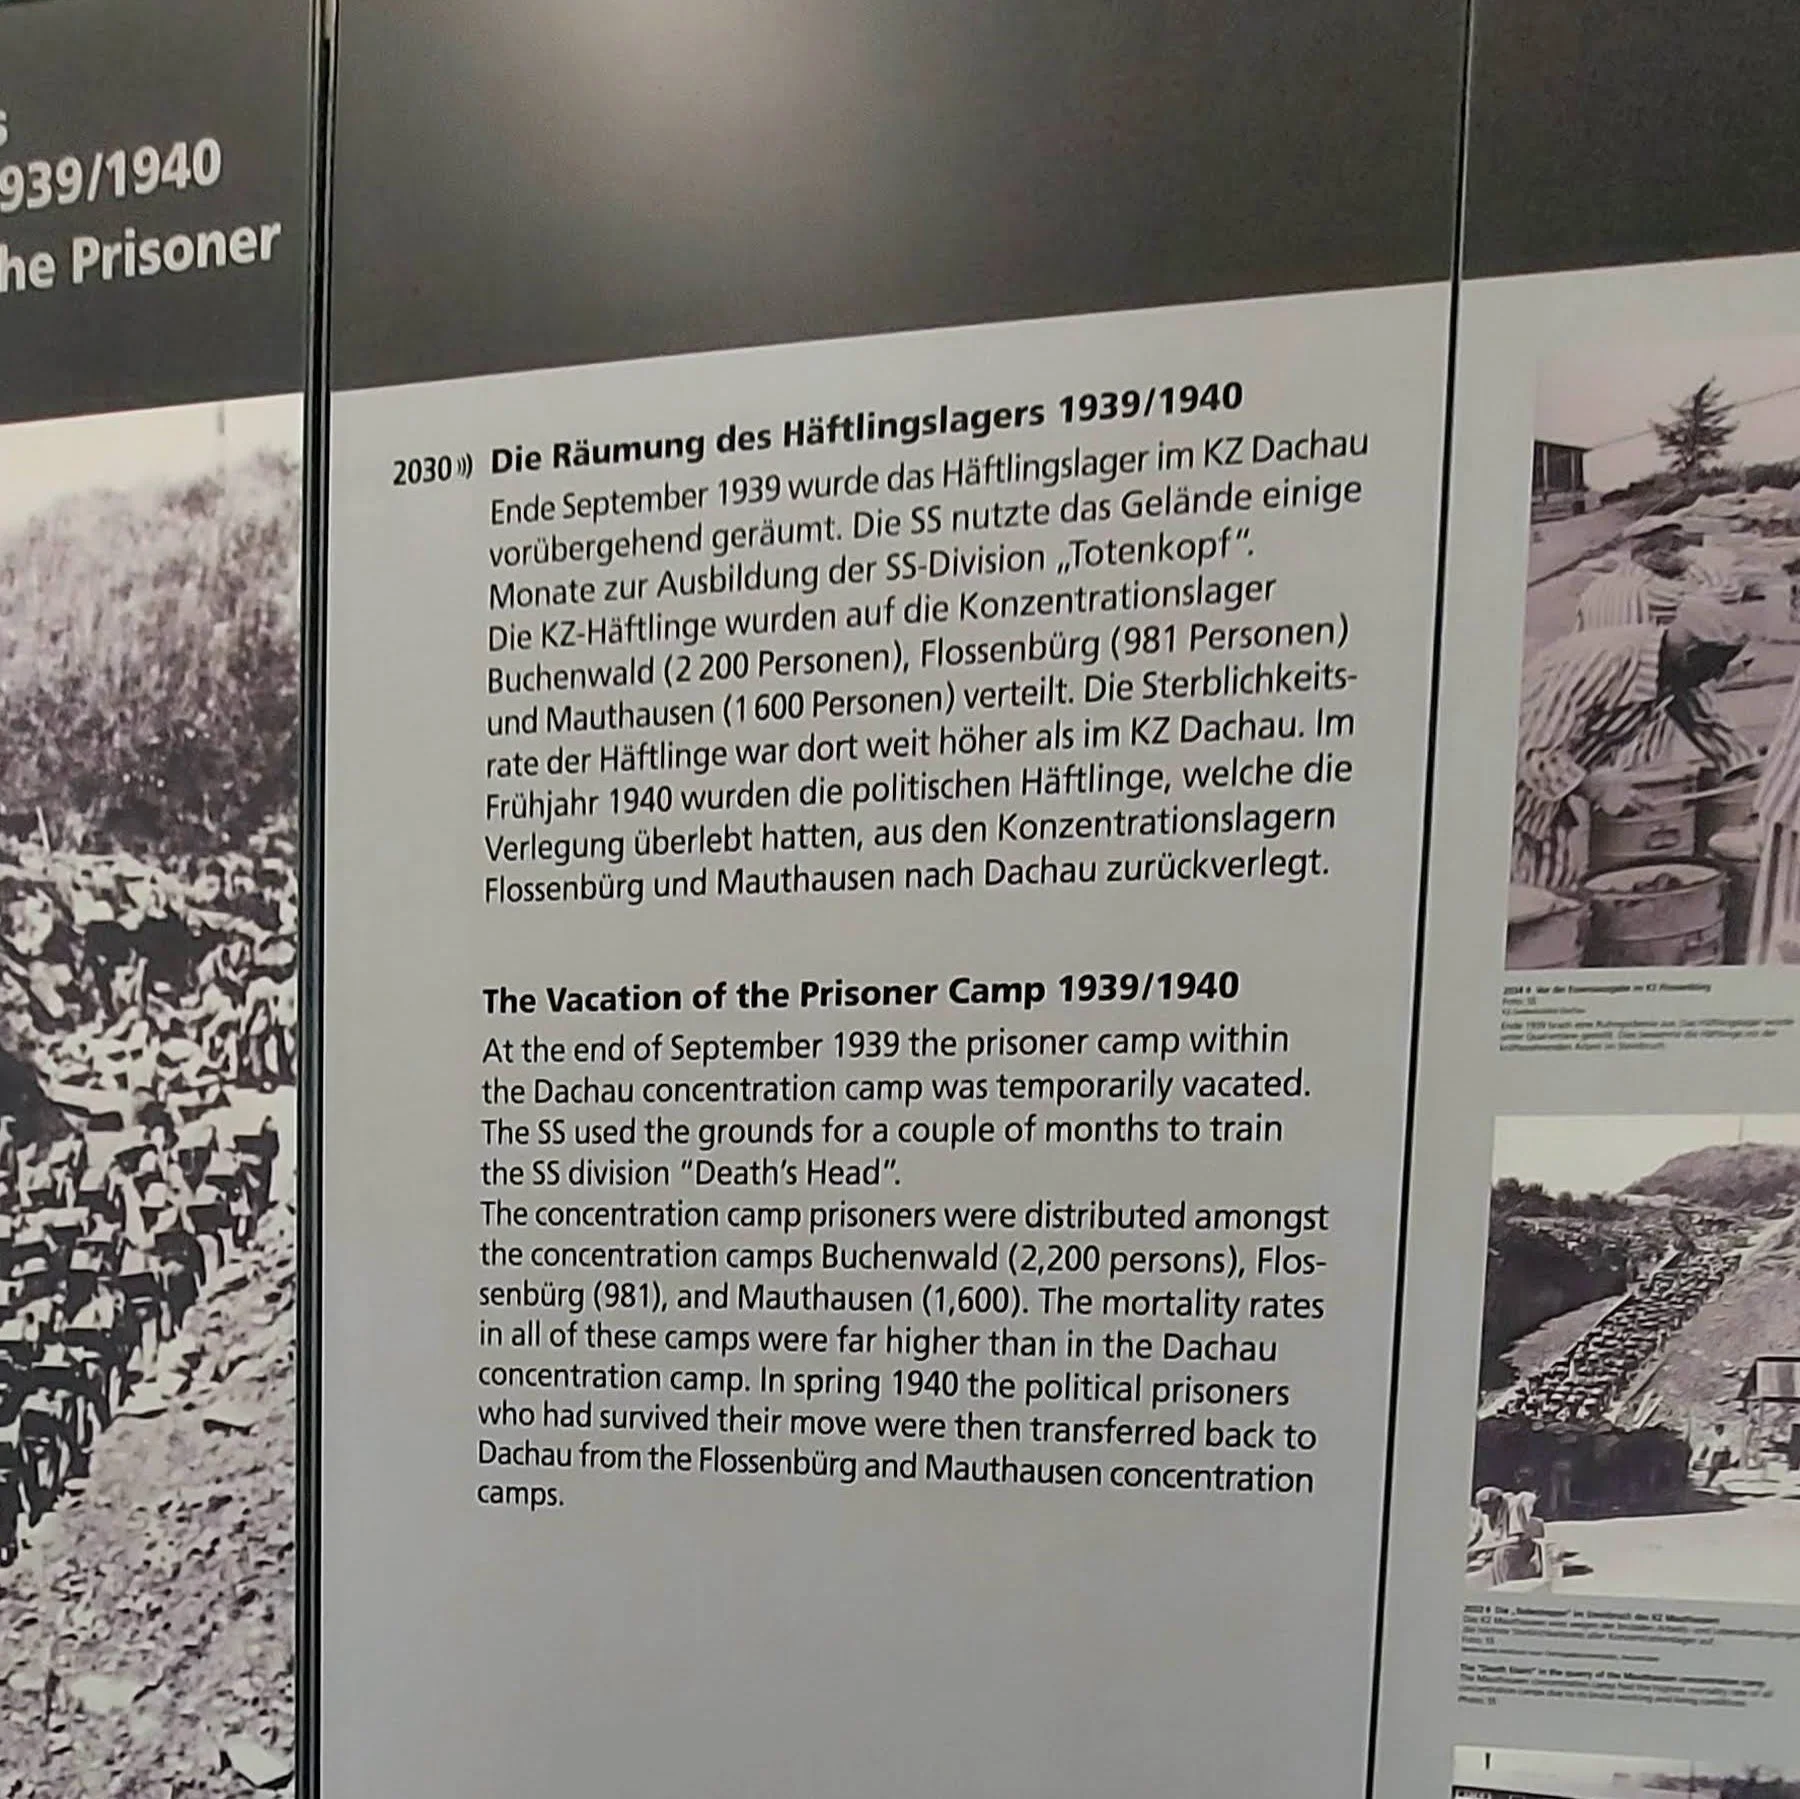 939/1940
he Prisoner
2030))) Die Räumung des Häftlingslagers 1939/1940
Ende September 1939 wurde das Häftlingslager im KZ Dachau
vorübergehend geräumt. Die SS nutzte das Gelände einige
Monate zur Ausbildung der SS-Division „Totenkopf“.
Die KZ-Häftlinge wurden auf die Konzentrationslager
Buchenwald (2 200 Personen), Flossenbürg (981 Personen)
und Mauthausen (1 600 Personen) verteilt. Die Sterblichkeits-
rate der Häftlinge war dort weit höher als im KZ Dachau. Im
Frühjahr 1940 wurden die politischen Häftlinge, welche die
Verlegung überlebt hatten, aus den Konzentrationslagern
Flossenbürg und Mauthausen nach Dachau zurückverlegt.
The Vacation of the Prisoner Camp 1939/1940
At the end of September 1939 the prisoner camp within
the Dachau concentration camp was temporarily vacated.
The SS used the grounds for a couple of months to train
the SS division “Death’s Head”.
The concentration camp prisoners were distributed amongst
the concentration camps Buchenwald (2,200 persons), Flos-
senbürg (981), and Mauthausen (1,600). The mortality rates
in all of these camps were far higher than in the Dachau
concentration camp. In spring 1940 the political prisoners
who had survived their move were then transferred back to
Dachau from the Flossenbürg and Mauthausen concentration
camps.